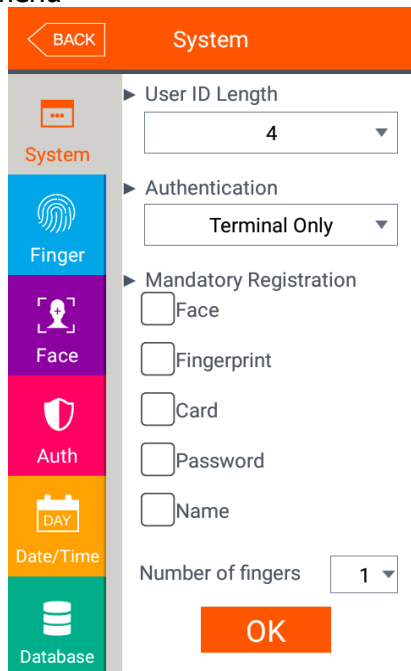 BACK
System
System
Finger
Face
Auth
DAY
Date/Time
Database
► User ID Length
4
► Authentication
Terminal Only
► Mandatory Registration
Face
Fingerprint
Card
Password
Name
Number of fingers 1
OK